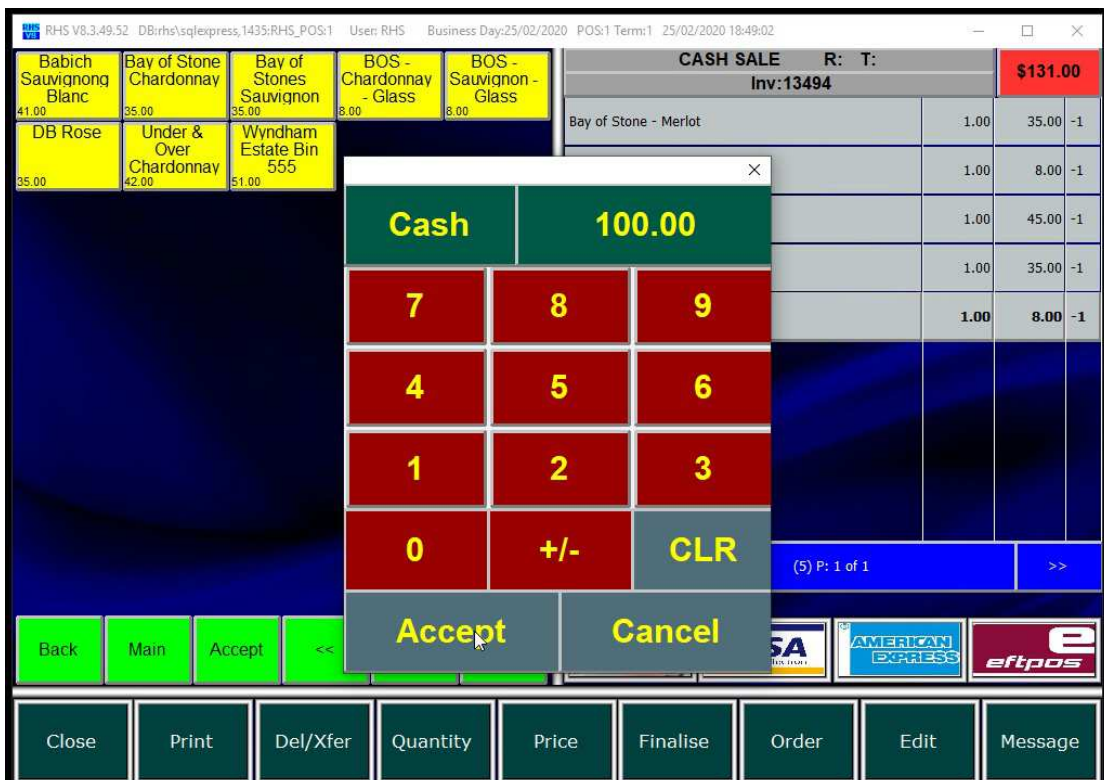 RHS V8.3.49.52 DB:rhs\sqlexpress,1435:RHS_POS:1 User: RHS Business Day:25/02/2020 POS:1 Term:1 25/02/2020 18:49:02
Babich
Sauvignong
Blanc
41.00
Bay of Stone
Chardonnay
35.00
Bay of
Stones
Sauvignon
35.00
BOS -
Chardonnay
- Glass
8.00
BOS -
Sauvignon -
Glass
8.00
DB Rose
35.00
Under &
Over
Chardonnay
42.00
Wyndham
Estate Bin
555
51.00
CASH SALE R: T:
Inv:13494
$131.00
Bay of Stone - Merlot 1.00 35.00 -1
1.00 8.00 -1
1.00 45.00 -1
1.00 35.00 -1
1.00 8.00 -1
Cash 100.00
7 8 9
4 5 6
1 2 3
0 +/- CLR
Accept Cancel
(5) P: 1 of 1 >>
Back Main Accept <<
SA
AMERICAN
EXPRESS
eftpos
Close Print Del/Xfer Quantity Price Finalise Order Edit Message